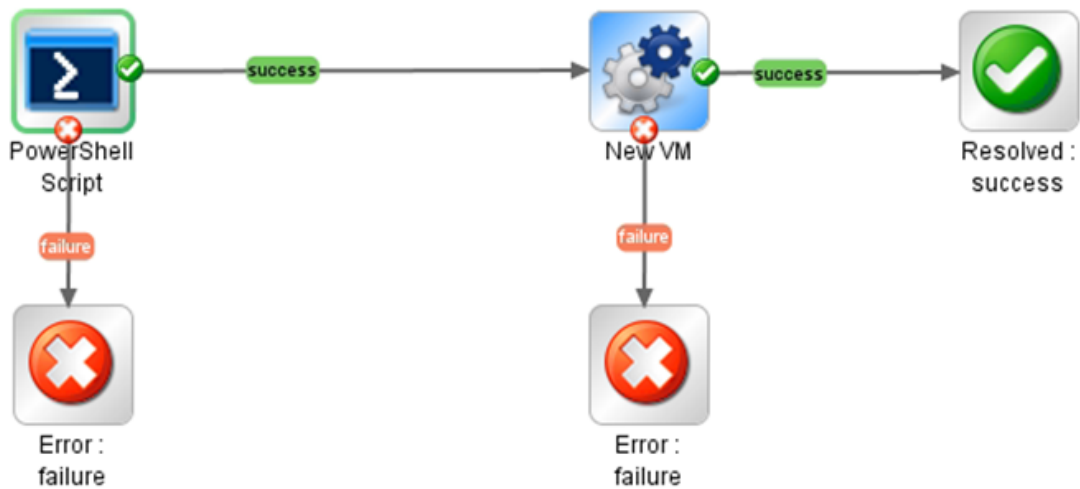 success
success
PowerShell
Script
New VM
Resolved :
success
failure
failure
Error :
failure
Error :
failure